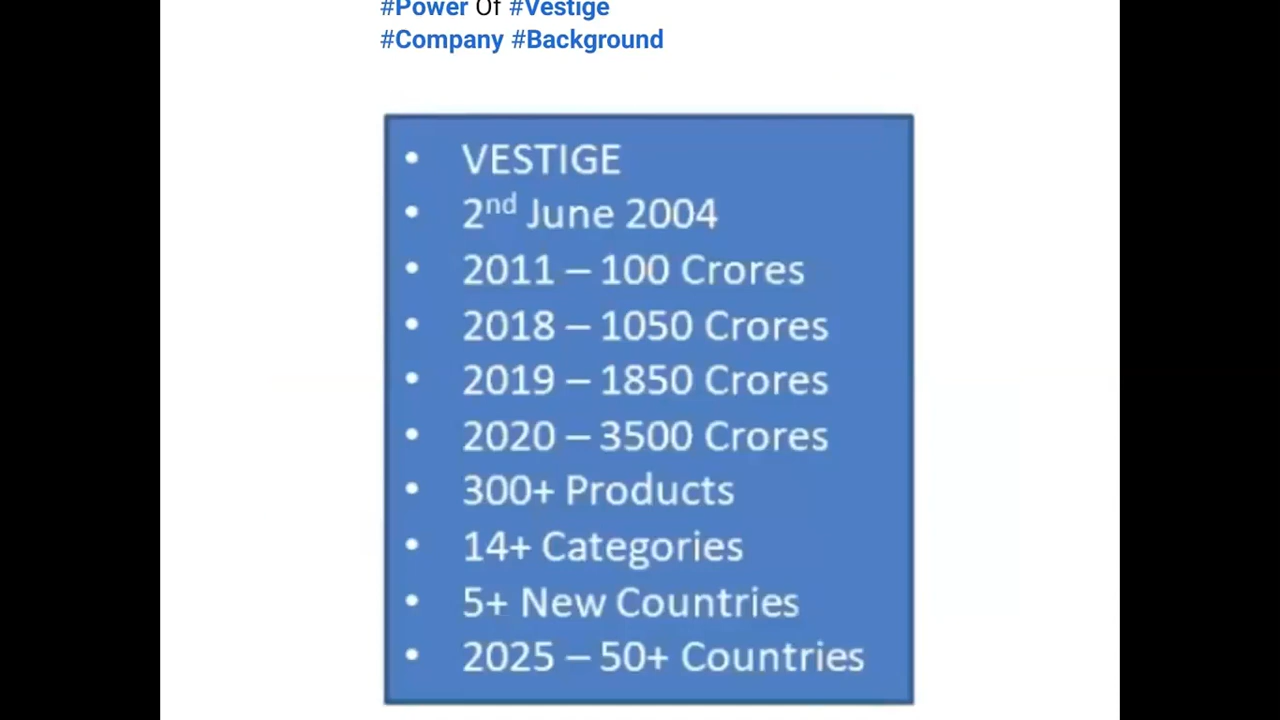 #Power Of #Vestige
#Company #Background
• VESTIGE
• 2nd June 2004
• 2011 – 100 Crores
• 2018 – 1050 Crores
• 2019 – 1850 Crores
• 2020 – 3500 Crores
• 300+ Products
• 14+ Categories
• 5+ New Countries
• 2025 – 50+ Countries